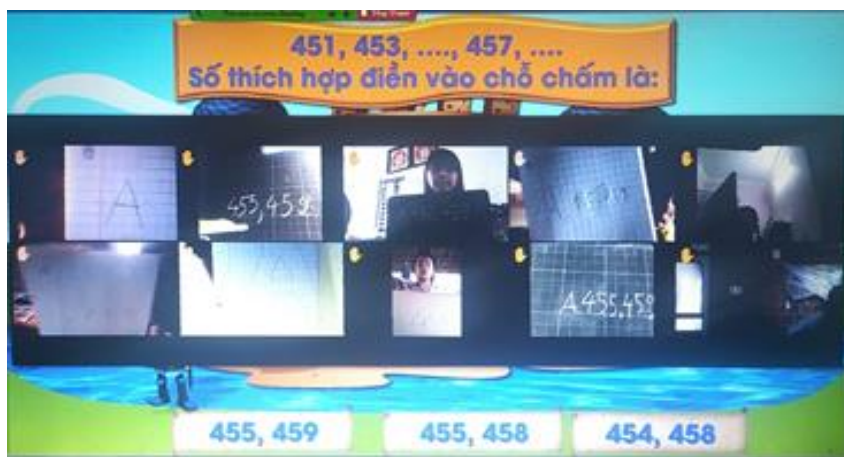 451, 453, ...., 457, ....
Số thích hợp điền vào chỗ chấm là:
A
455,459
A
A.455.459
455, 459
455, 458
454, 458